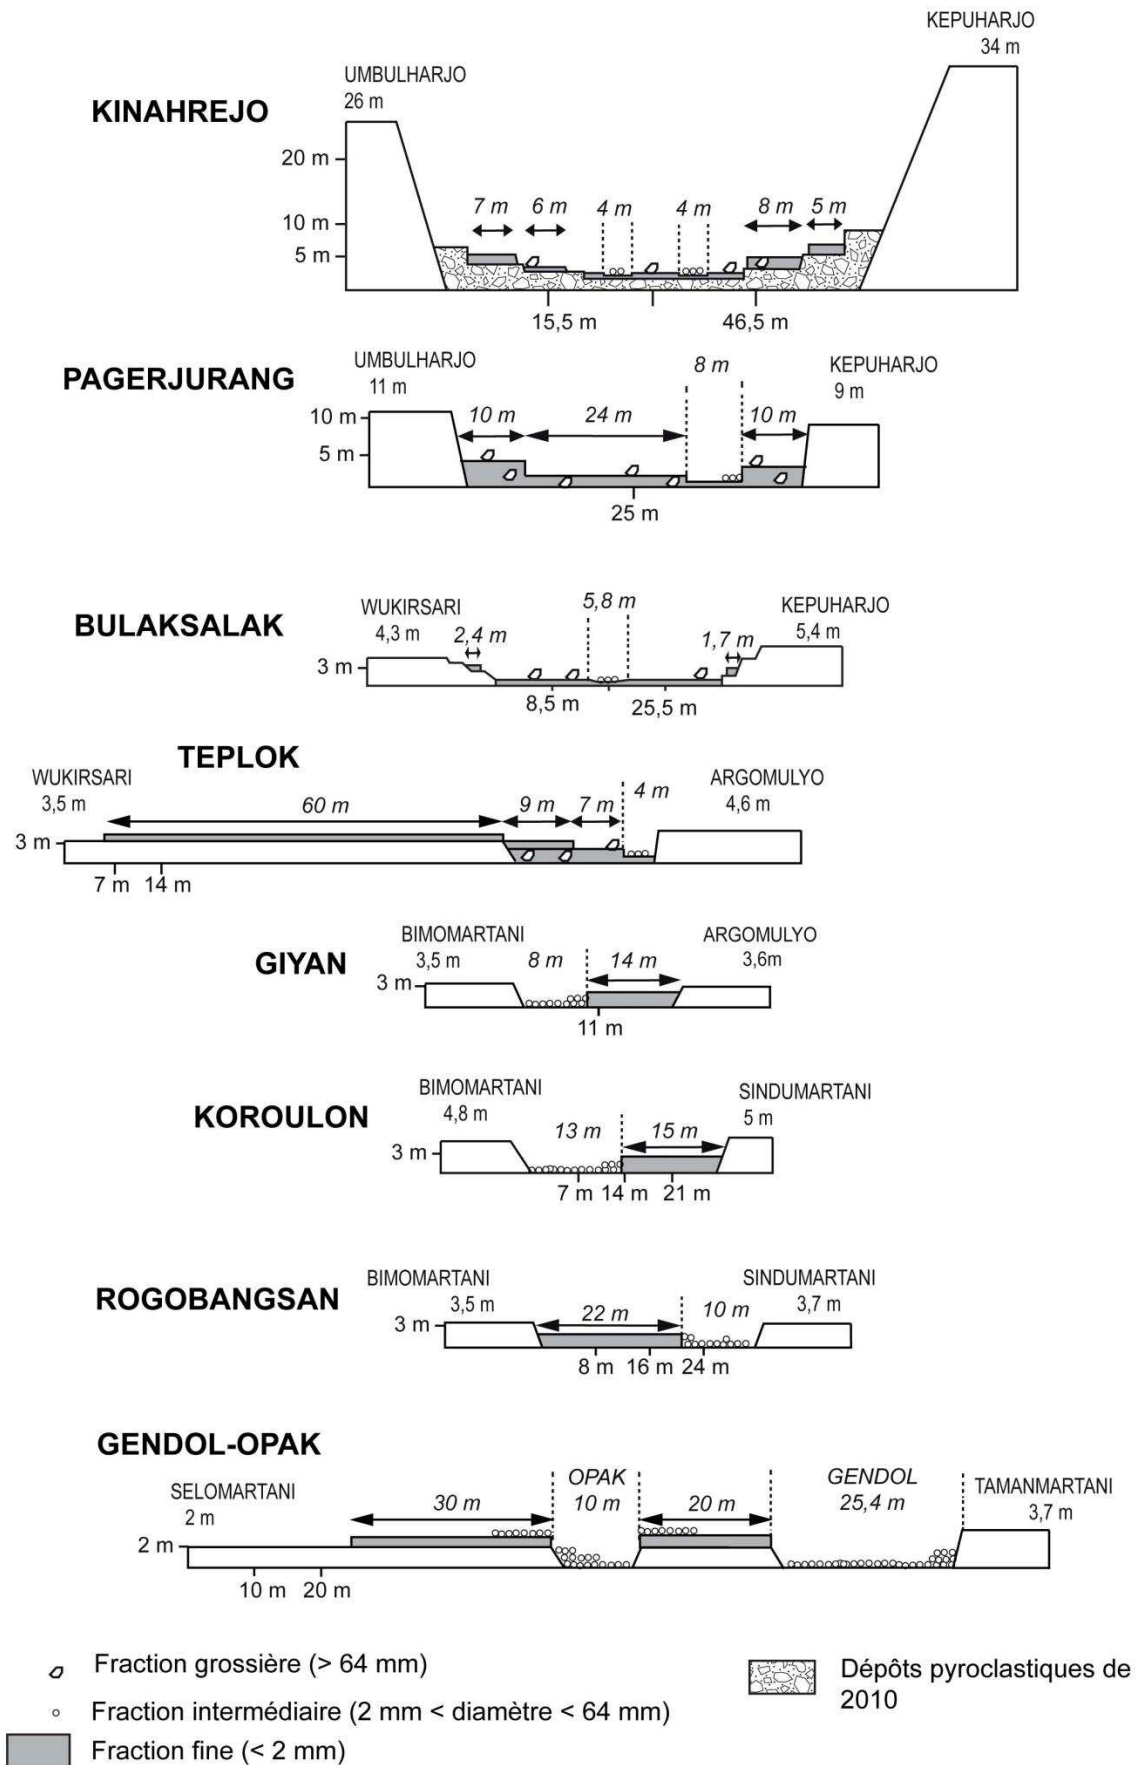 KEPUHARJO
34 m
UMBULHARJO
26 m
KINAHREJO
20 m
10 m
5 m
7 m 6 m 4 m 4 m 8 m 5 m
15,5 m 46,5 m
UMBULHARJO
11 m
PAGERJURANG
8 m
KEPUHARJO
9 m
10 m
5 m
10 m 24 m 10 m
25 m
BULAKSALAK
WUKIRSARI
4,3 m
2,4 m
5,8 m
1,7 m
KEPUHARJO
5,4 m
3 m
8,5 m 25,5 m
TEPLOK
WUKIRSARI
3,5 m
60 m 9 m 7 m 4 m
ARGOMULYO
4,6 m
3 m
7 m 14 m
GIYAN
BIMOMARTANI
3,5 m
8 m 14 m
ARGOMULYO
3,6m
3 m
11 m
KOROULON
BIMOMARTANI
4,8 m
13 m 15 m
SINDUMARTANI
5 m
3 m
7 m 14 m 21 m
ROGOBANGSAN
BIMOMARTANI
3,5 m
22 m 10 m
SINDUMARTANI
3,7 m
3 m
8 m 16 m 24 m
GENDOL-OPAK
SELOMARTANI
2 m
30 m
OPAK
10 m
20 m
GENDOL
25,4 m
TAMANMARTANI
3,7 m
2 m
10 m 20 m
Fraction grossière (> 64 mm)
Fraction intermédiaire (2 mm < diamètre < 64 mm)
Fraction fine (< 2 mm)
Dépôts pyroclastiques de
2010